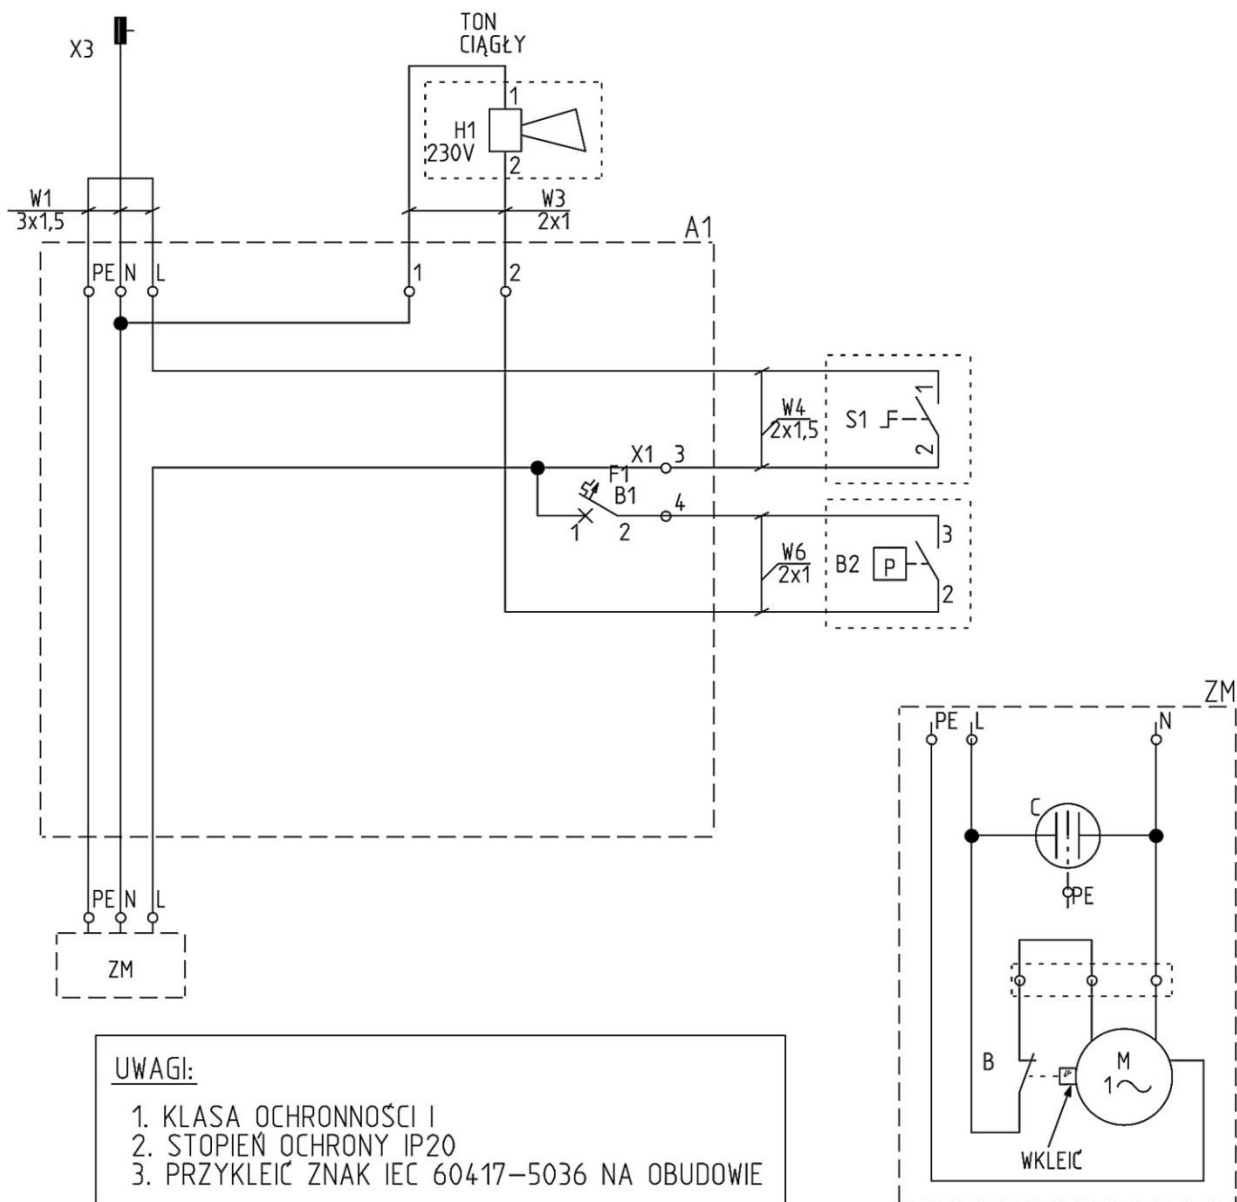 X3
TON
CIĄGŁY
1
H1
230V
2
W1
3x1,5
W3
2x1
A1
PE N L
1
2
W4
2x1,5
S1
1
2
X1 3
F1
B1
1
2
4
W6
2x1
B2
P
3
2
PE N L
ZM
ZM
PE L N
C
PE
B
M
1~
WKLEIĆ
UWAGI:
1. KLASA OCHRONNOŚCI I
2. STOPIEŃ OCHRONY IP20
3. PRZYKLEIĆ ZNAK IEC 60417-5036 NA OBUDOWIE